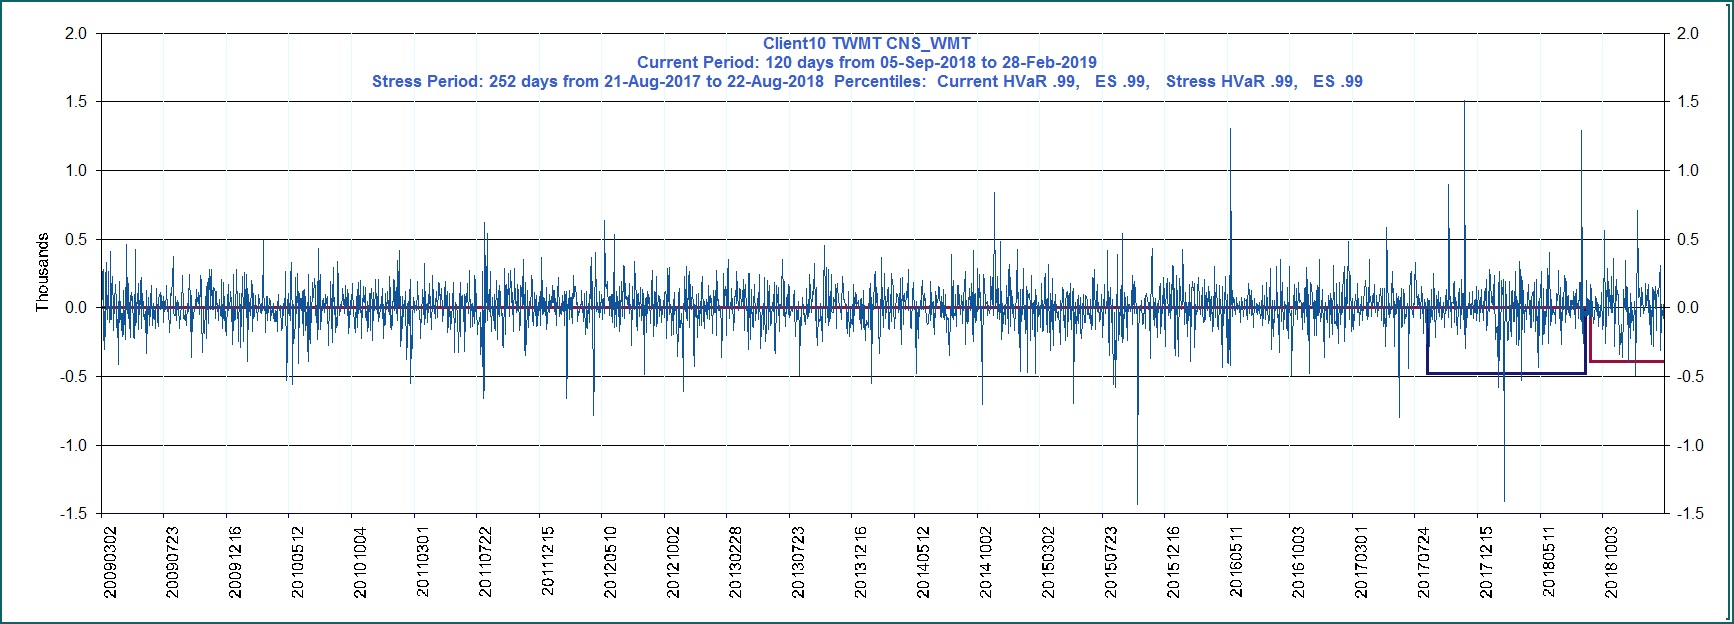 Client10 TWMT CNS_WMT
Current Period: 120 days from 05-Sep-2018 to 28-Feb-2019
Stress Period: 252 days from 21-Aug-2017 to 22-Aug-2018  Percentiles:  Current HVaR .99,   ES .99,   Stress HVaR .99,   ES .99
2.0 2.0
1.5 1.5
1.0 1.0
0.5 0.5
Thousands
0.0 0.0
-0.5 -0.5
-1.0 -1.0
-1.5 -1.5
20090302 20090723 20091216 20100512 20101004 20110301 20110722 20111215 20120510 20121002 20130228 20130723 20131216 20140512 20141002 20150302 20150723 20151216 20160511 20161003 20170301 20170724 20171215 20180511 20181003